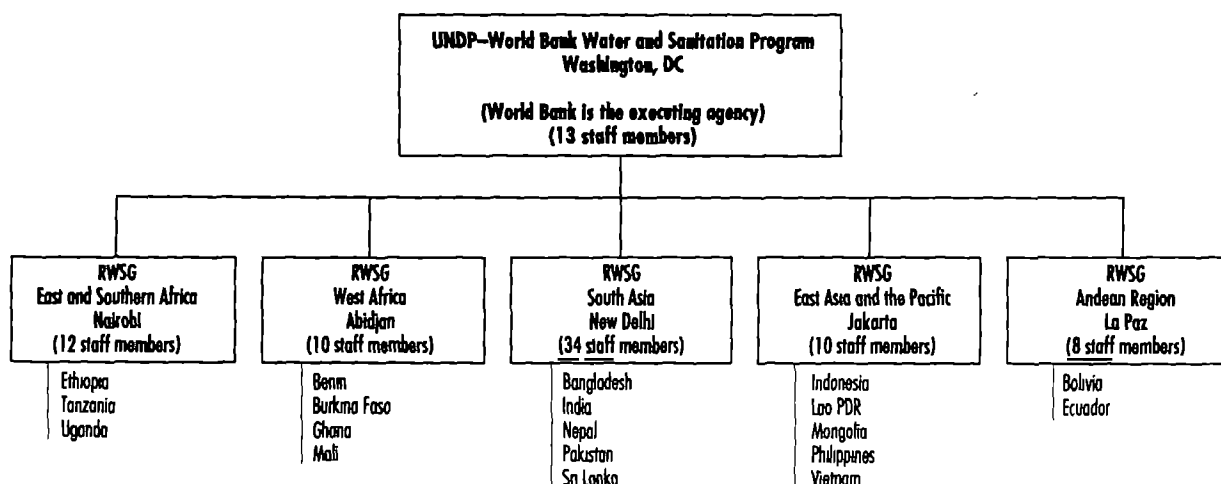 UNDP–World Bank Water and Sanitation Program
Washington, DC
(World Bank is the executing agency)
(13 staff members)
RWSG
East and Southern Africa
Nairobi
(12 staff members)
Ethiopia
Tanzania
Uganda
RWSG
West Africa
Abidjan
(10 staff members)
Benin
Burkina Faso
Ghana
Mali
RWSG
South Asia
New Delhi
(34 staff members)
Bangladesh
India
Nepal
Pakistan
Sri Lanka
RWSG
East Asia and the Pacific
Jakarta
(10 staff members)
Indonesia
Lao PDR
Mongolia
Philippines
Vietnam
RWSG
Andean Region
La Paz
(8 staff members)
Bolivia
Ecuador